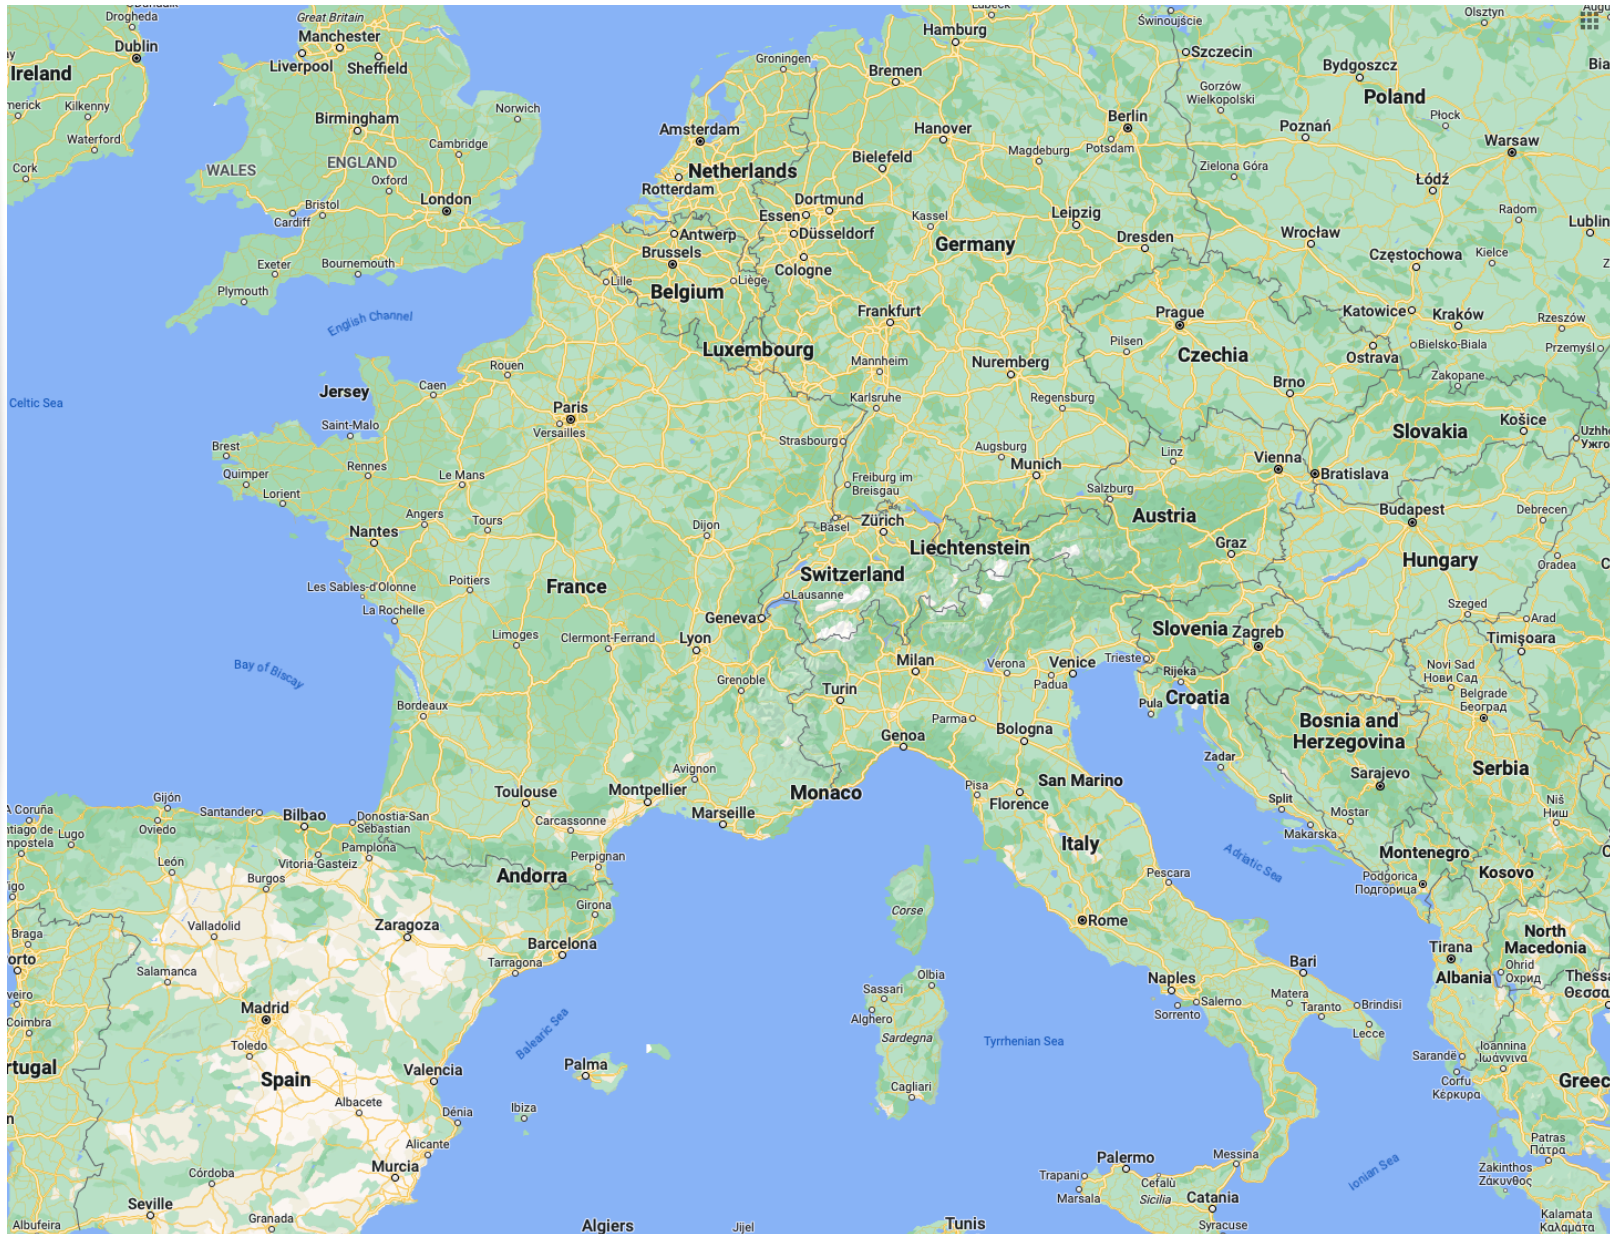 Drogheda
Great Britain
Manchester
Dublin
Liverpool
Sheffield
Ireland
Kilkenny
Norwich
Birmingham
Waterford
Cambridge
WALES
ENGLAND
Cork
Oxford
London
Bristol
Cardiff
Exeter
Bournemouth
Plymouth
English Channel
Celtic Sea
Hamburg
Świnoujście
Olsztyn
Szczecin
Groningen
Bremen
Bydgoszcz
Gorzów
Wielkopolski
Poland
Płock
Berlin
Amsterdam
Hanover
Poznań
Warsaw
Potsdam
Magdeburg
Bielefeld
Netherlands
Zielona Góra
Łódź
Rotterdam
Dortmund
Essen
Kassel
Leipzig
Radom
Lublin
Antwerp
Düsseldorf
Germany
Dresden
Wrocław
Brussels
Cologne
Częstochowa
Kielce
Lille
Liège
Belgium
Frankfurt
Prague
Katowice
Kraków
Rzeszów
Luxembourg
Pilsen
Czechia
Bielsko-Biala
Ostrava
Przemyśl
Rouen
Mannheim
Nuremberg
Zakopane
Jersey
Caen
Brno
Karlsruhe
Regensburg
Paris
Versailles
Saint-Malo
Strasbourg
Košice
Slovakia
Brest
Augsburg
Linz
Vienna
Munich
Bratislava
Quimper
Rennes
Le Mans
Freiburg im
Breisgau
Lorient
Salzburg
Angers
Tours
Dijon
Basel
Zürich
Austria
Budapest
Debrecen
Nantes
Liechtenstein
Graz
Hungary
Oradea
Switzerland
Les Sables-d'Olonne
Poitiers
France
Lausanne
La Rochelle
Geneva
Szeged
Arad
Limoges
Clermont-Ferrand
Lyon
Slovenia
Zagreb
Timișoara
Bay of Biscay
Milan
Verona
Venice
Trieste
Grenoble
Turin
Padua
Rijeka
Novi Sad
Нови Сад
Pula
Croatia
Belgrade
Београд
Bordeaux
Parma
Bologna
Bosnia and
Herzegovina
Genoa
Zadar
Avignon
Pisa
San Marino
Sarajevo
Serbia
Toulouse
Montpellier
Monaco
Florence
Split
Niš
Ниш
Marseille
Makarska
Mostar
A Coruña
Gijón
Santander
Bilbao
Donostia-San
Sebastian
Carcassonne
Lugo
Oviedo
Pamplona
Italy
Adriatic Sea
Montenegro
León
Vitoria-Gasteiz
Perpignan
Andorra
Pescara
Podgorica
Подгорица
Kosovo
Burgos
Girona
Corse
Valladolid
Zaragoza
Rome
Braga
Barcelona
North
Macedonia
Tirana
Salamanca
Tarragona
Olbia
Bari
Ohrid
Охрид
Albania
Naples
Sassari
Madrid
Alghero
Salerno
Sorrento
Matera
Taranto
Brindisi
Lecce
Coimbra
Balearic Sea
Sardegna
Tyrrhenian Sea
Toledo
Palma
Sarandë
Ioannina
Ιωάννινα
Spain
Valencia
Cagliari
Corfu
Κέρκυρα
Albacete
Dénia
Ibiza
Alicante
Patras
Πάτρα
Murcia
Palermo
Messina
Ionian Sea
Córdoba
Trapani
Cefalù
Zakinthos
Ζάκυνθος
Marsala
Sicilia
Catania
Seville
Granada
Albufeira
Algiers
Jijel
Tunis
Syracuse
Kalamata
Καλαμάτα